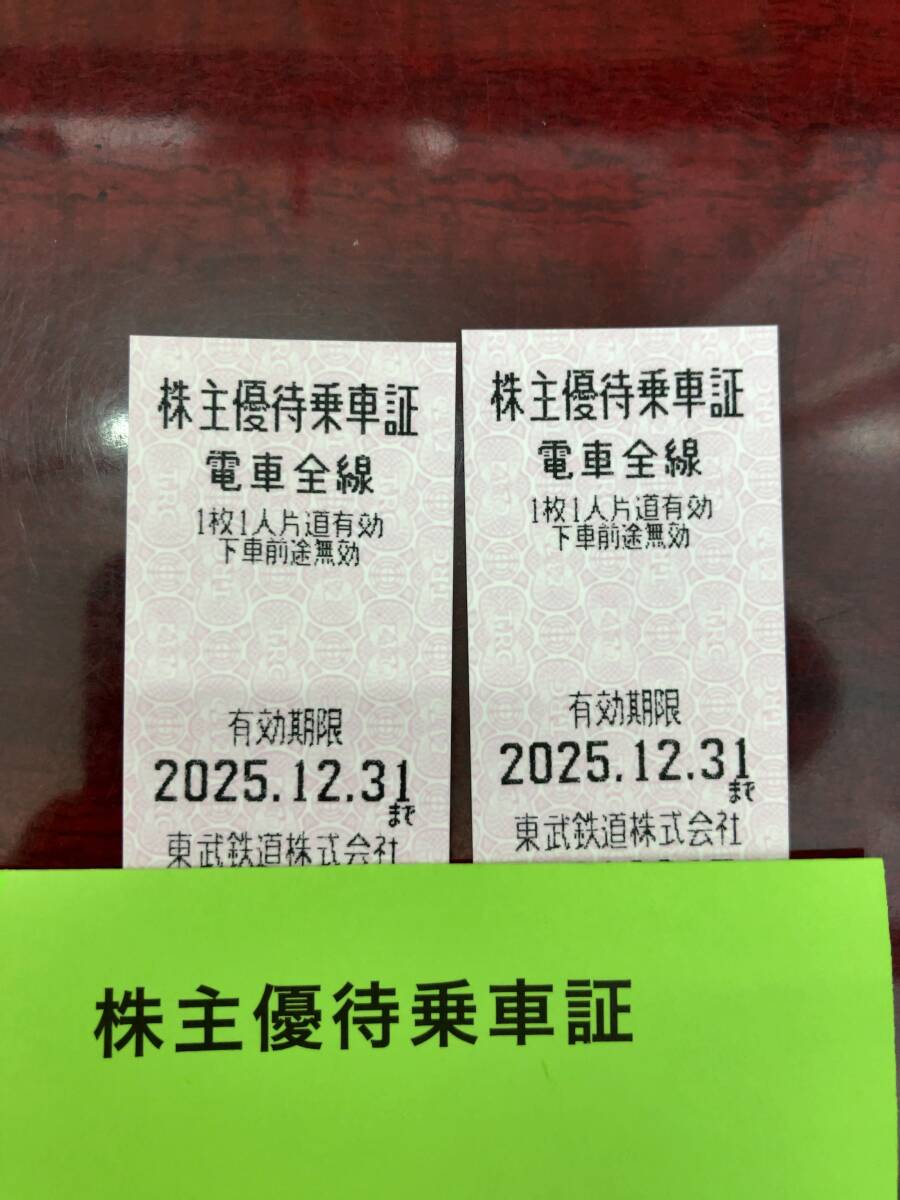 株主優待乗車証
電車全線
1枚1人片道有効
下車前途無効
有効期限
2025.12.31
まで
東武鉄道株式会社
株主優待乗車証
電車全線
1枚1人片道有効
下車前途無効
有効期限
2025.12.31
まで
東武鉄道株式会社
株主優待乗車証